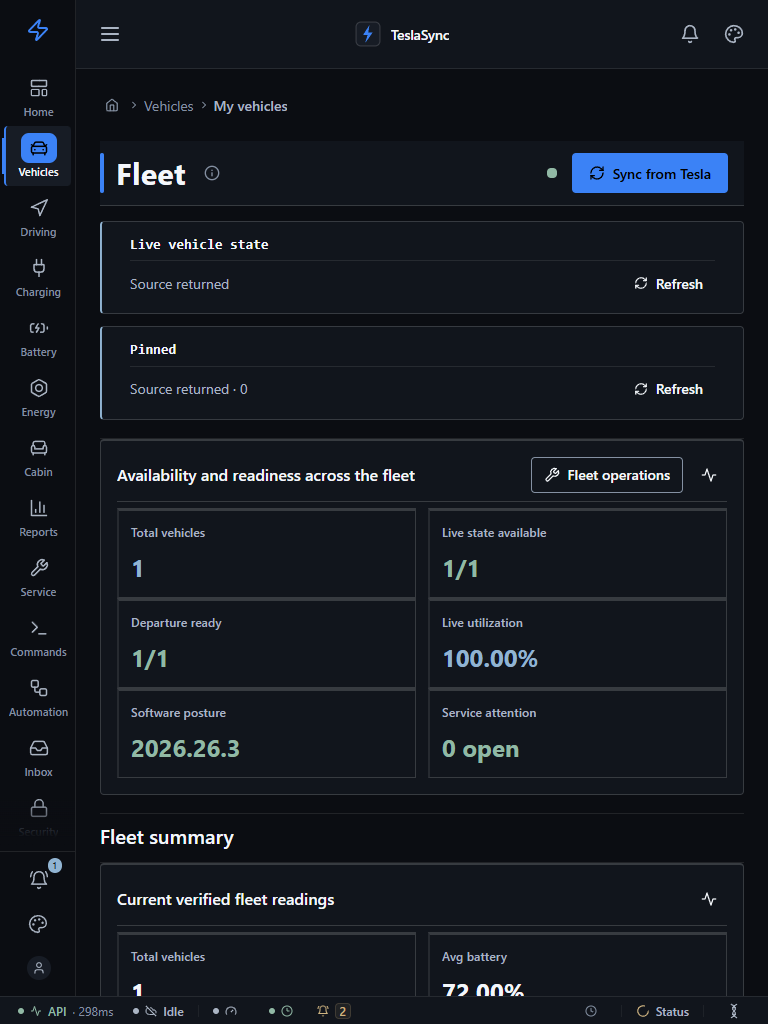 TeslaSync
Home
Vehicles
Driving
Charging
Battery
Energy
Cabin
Reports
Service
Commands
Automation
Inbox
Security
1
Vehicles
My vehicles
Fleet
Sync from Tesla
Live vehicle state
Source returned
Refresh
Pinned
Source returned · 0
Refresh
Availability and readiness across the fleet
Fleet operations
Total vehicles
1
Live state available
1/1
Departure ready
1/1
Live utilization
100.00%
Software posture
2026.26.3
Service attention
0 open
Fleet summary
Current verified fleet readings
Total vehicles
1
Avg battery
72.00%
API · 298ms
Idle
2
Status